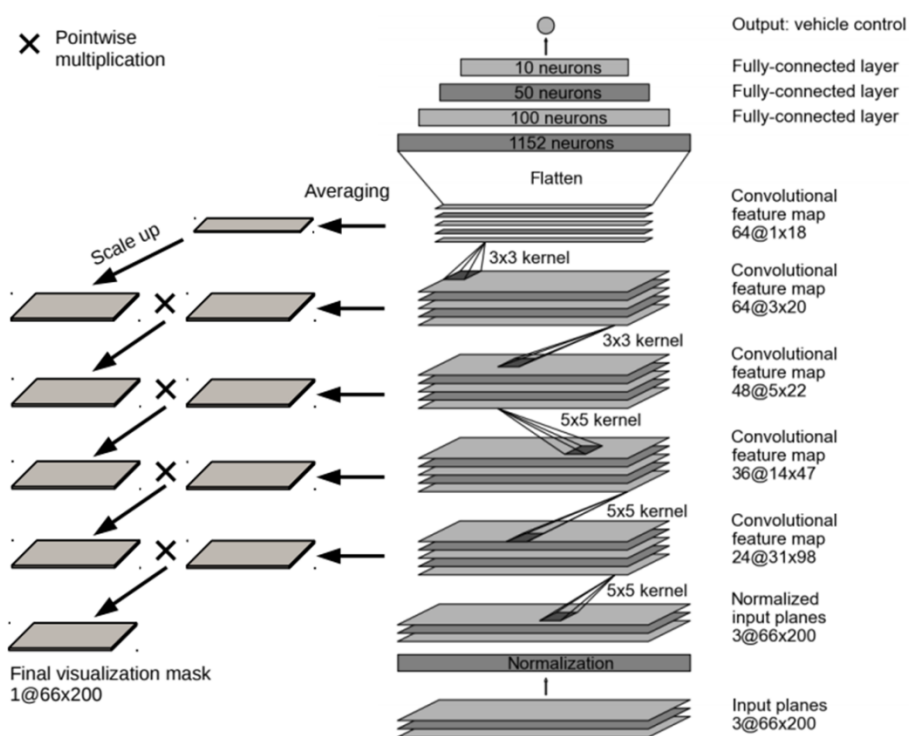 Pointwise
multiplication
Output: vehicle control
10 neurons
Fully-connected layer
50 neurons
Fully-connected layer
100 neurons
Fully-connected layer
1152 neurons
Flatten
Averaging
Convolutional
feature map
64@1x18
Scale up
3x3 kernel
Convolutional
feature map
64@3x20
3x3 kernel
Convolutional
feature map
48@5x22
5x5 kernel
Convolutional
feature map
36@14x47
5x5 kernel
Convolutional
feature map
24@31x98
5x5 kernel
Normalized
input planes
3@66x200
Final visualization mask
1@66x200
Normalization
Input planes
3@66x200